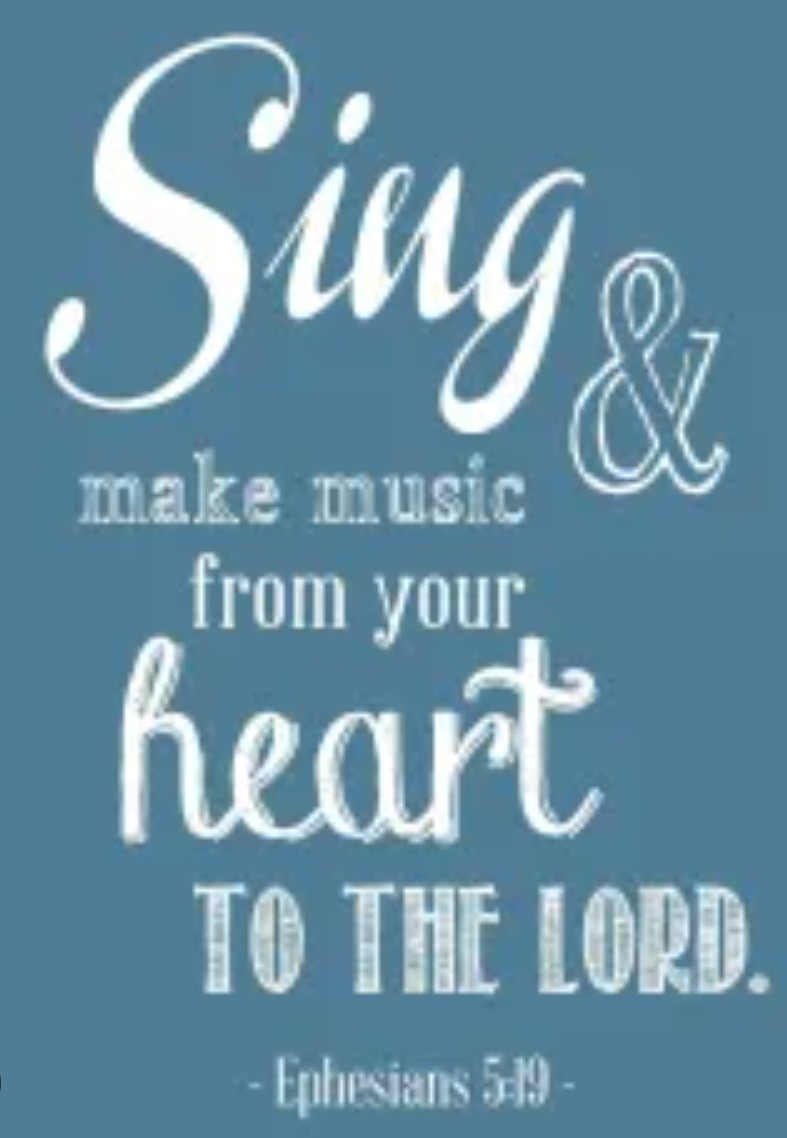 Sing &
make music
from your
heart
TO THE LORD.
- Ephesians 5:19 -